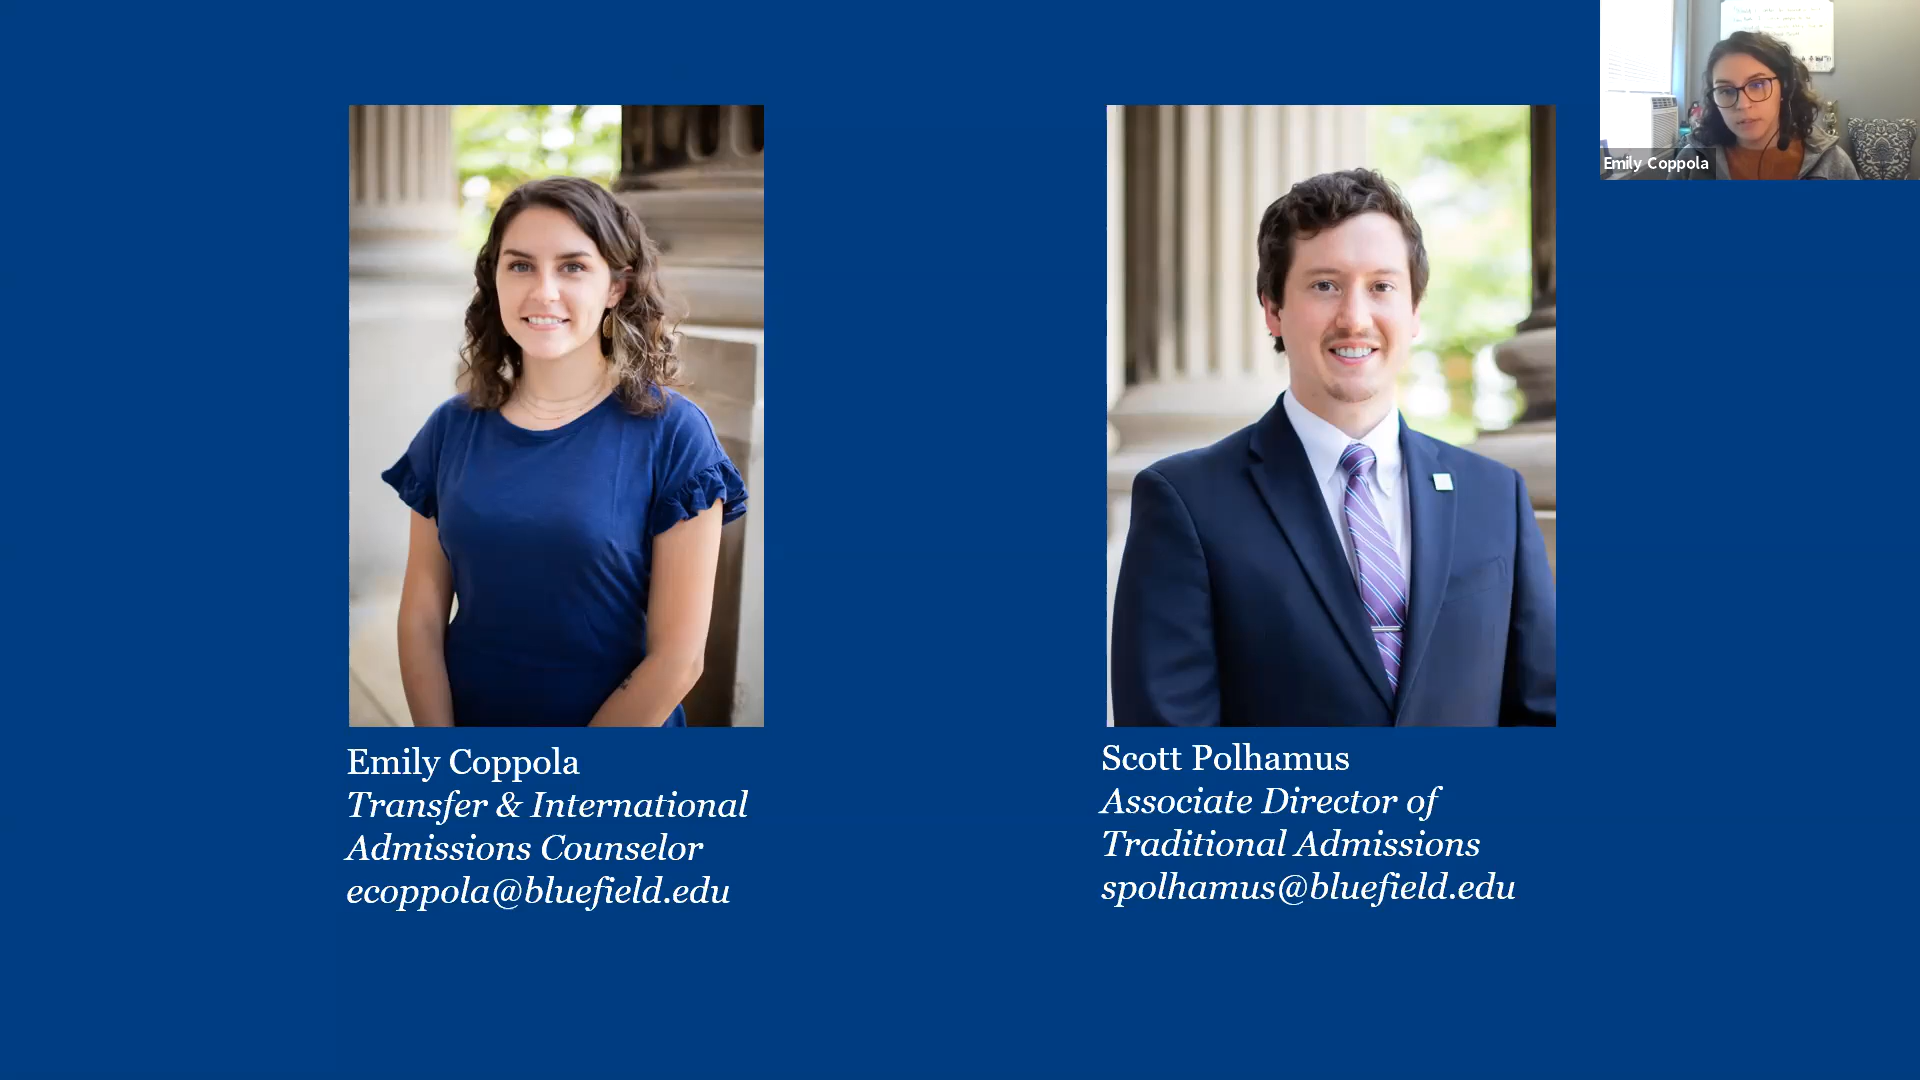 Emily Coppola
Emily Coppola
Transfer & International
Admissions Counselor
ecoppola@bluefield.edu
Scott Polhamus
Associate Director of
Traditional Admissions
spolhamus@bluefield.edu